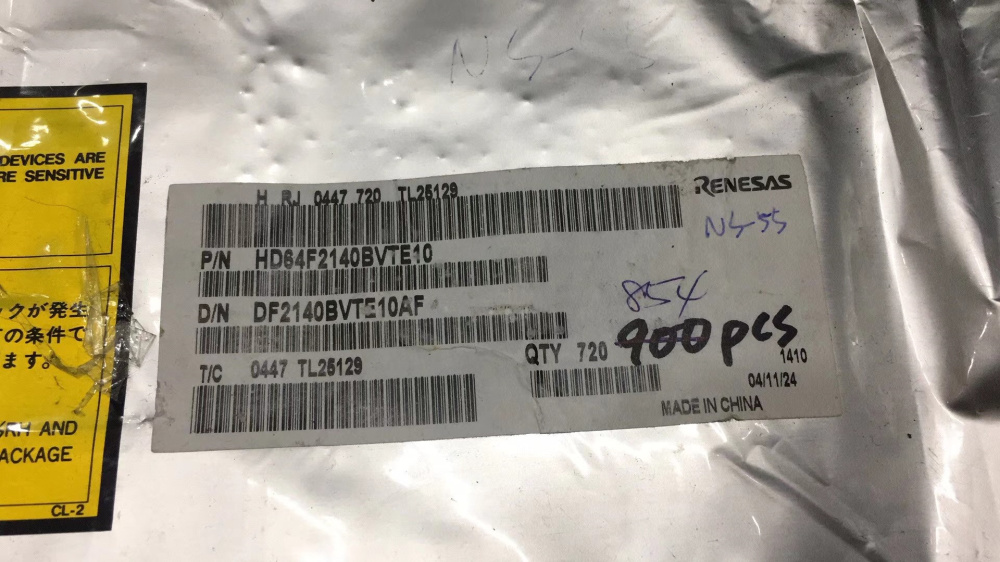 NS-
DEVICES ARE
RE SENSITIVE
クが発生
の条件で
ます。
AND
ACKAGE
CL-2
H RJ 0447 720 TL25129
RENESAS
NS-55
P/N HD64F2140BVTE10
D/N DF2140BVTE10AF
854
900 pcs
T/C 0447 TL25129
QTY 720
1410
04/11/24
MADE IN CHINA